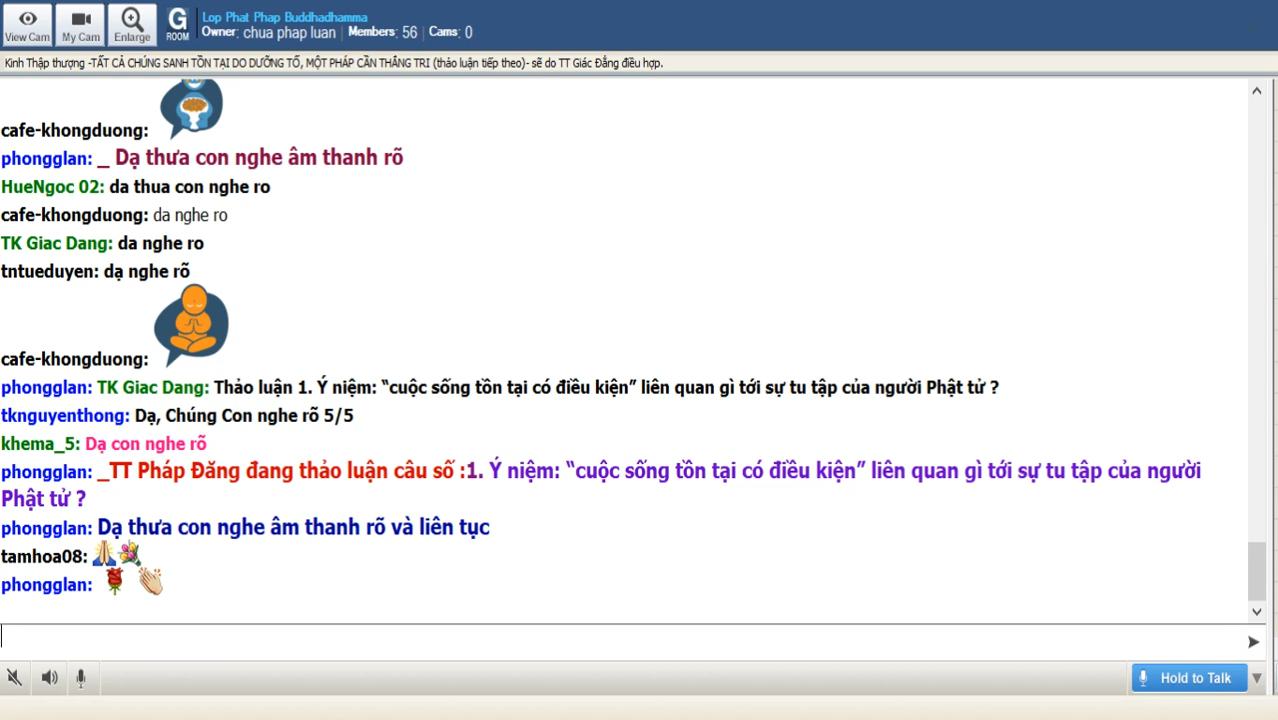 View Cam
My Cam
Enlarge
G
ROOM
Lop Phat Phap Buddhadhamma
Owner: chua phap luan | Members: 56 | Cams: 0
Kinh Thập thượng -TẤT CẢ CHÚNG SANH TỒN TẠI DO DƯỠNG TỐ, MỘT PHÁP CẦN THẮNG TRI (thảo luận tiếp theo)- sẽ do TT Giác Đẳng điều hợp.
cafe-khongduong:
phongglan: _ Dạ thưa con nghe âm thanh rõ
HueNgoc 02: da thua con nghe ro
cafe-khongduong: da nghe ro
TK Giac Dang: da nghe ro
tntueduyen: dạ nghe rõ
cafe-khongduong:
phongglan: TK Giac Dang: Thảo luận 1. Ý niệm: “cuộc sống tồn tại có điều kiện” liên quan gì tới sự tu tập của người Phật tử ?
tknguyenthong: Dạ, Chúng Con nghe rõ 5/5
khema_5: Dạ con nghe rõ
phongglan: _TT Pháp Đăng đang thảo luận câu số :1. Ý niệm: “cuộc sống tồn tại có điều kiện” liên quan gì tới sự tu tập của người
Phật tử ?
phongglan: Dạ thưa con nghe âm thanh rõ và liên tục
tamhoa08:
phongglan:
Hold to Talk